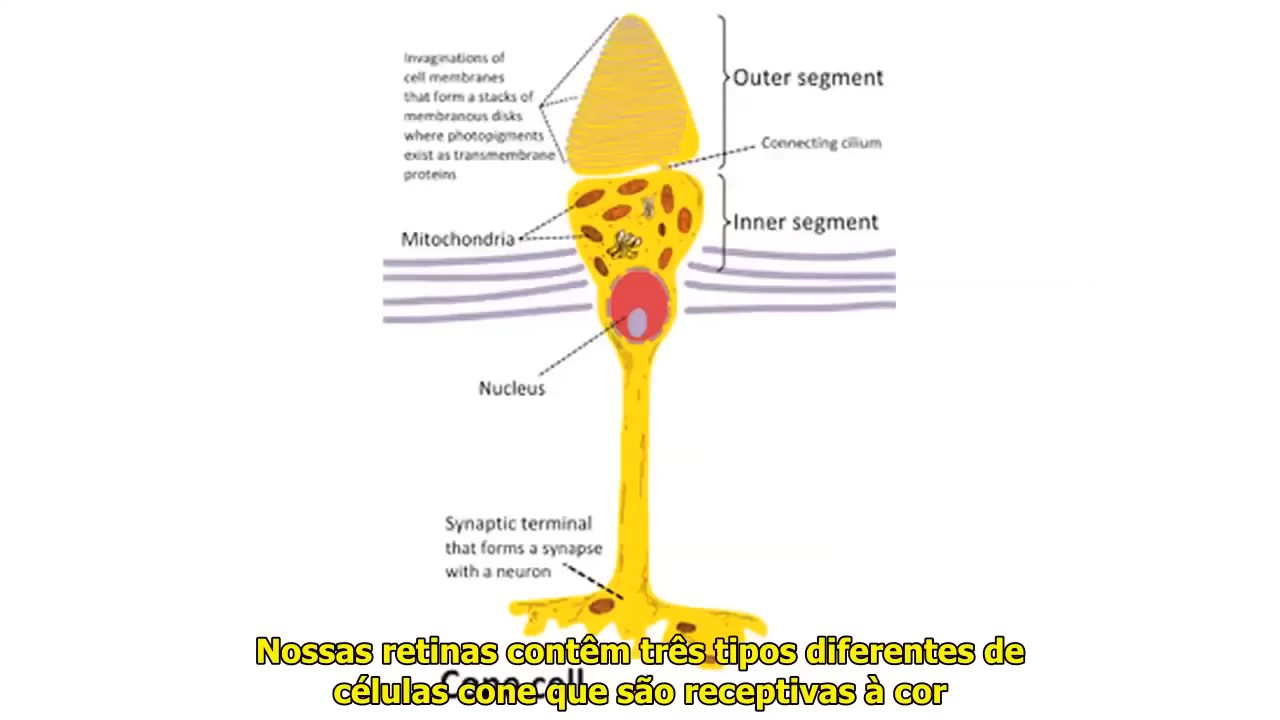 Invaginations of
cell membranes
that form a stacks of
membranous disks
where photopigments
exist as transmembrane
proteins
Outer segment
Connecting cilium
Inner segment
Mitochondria
Nucleus
Synaptic terminal
that forms a synapse
with a neuron
Cone cell
Nossas retinas contêm três tipos diferentes de
células cone que são receptivas à cor